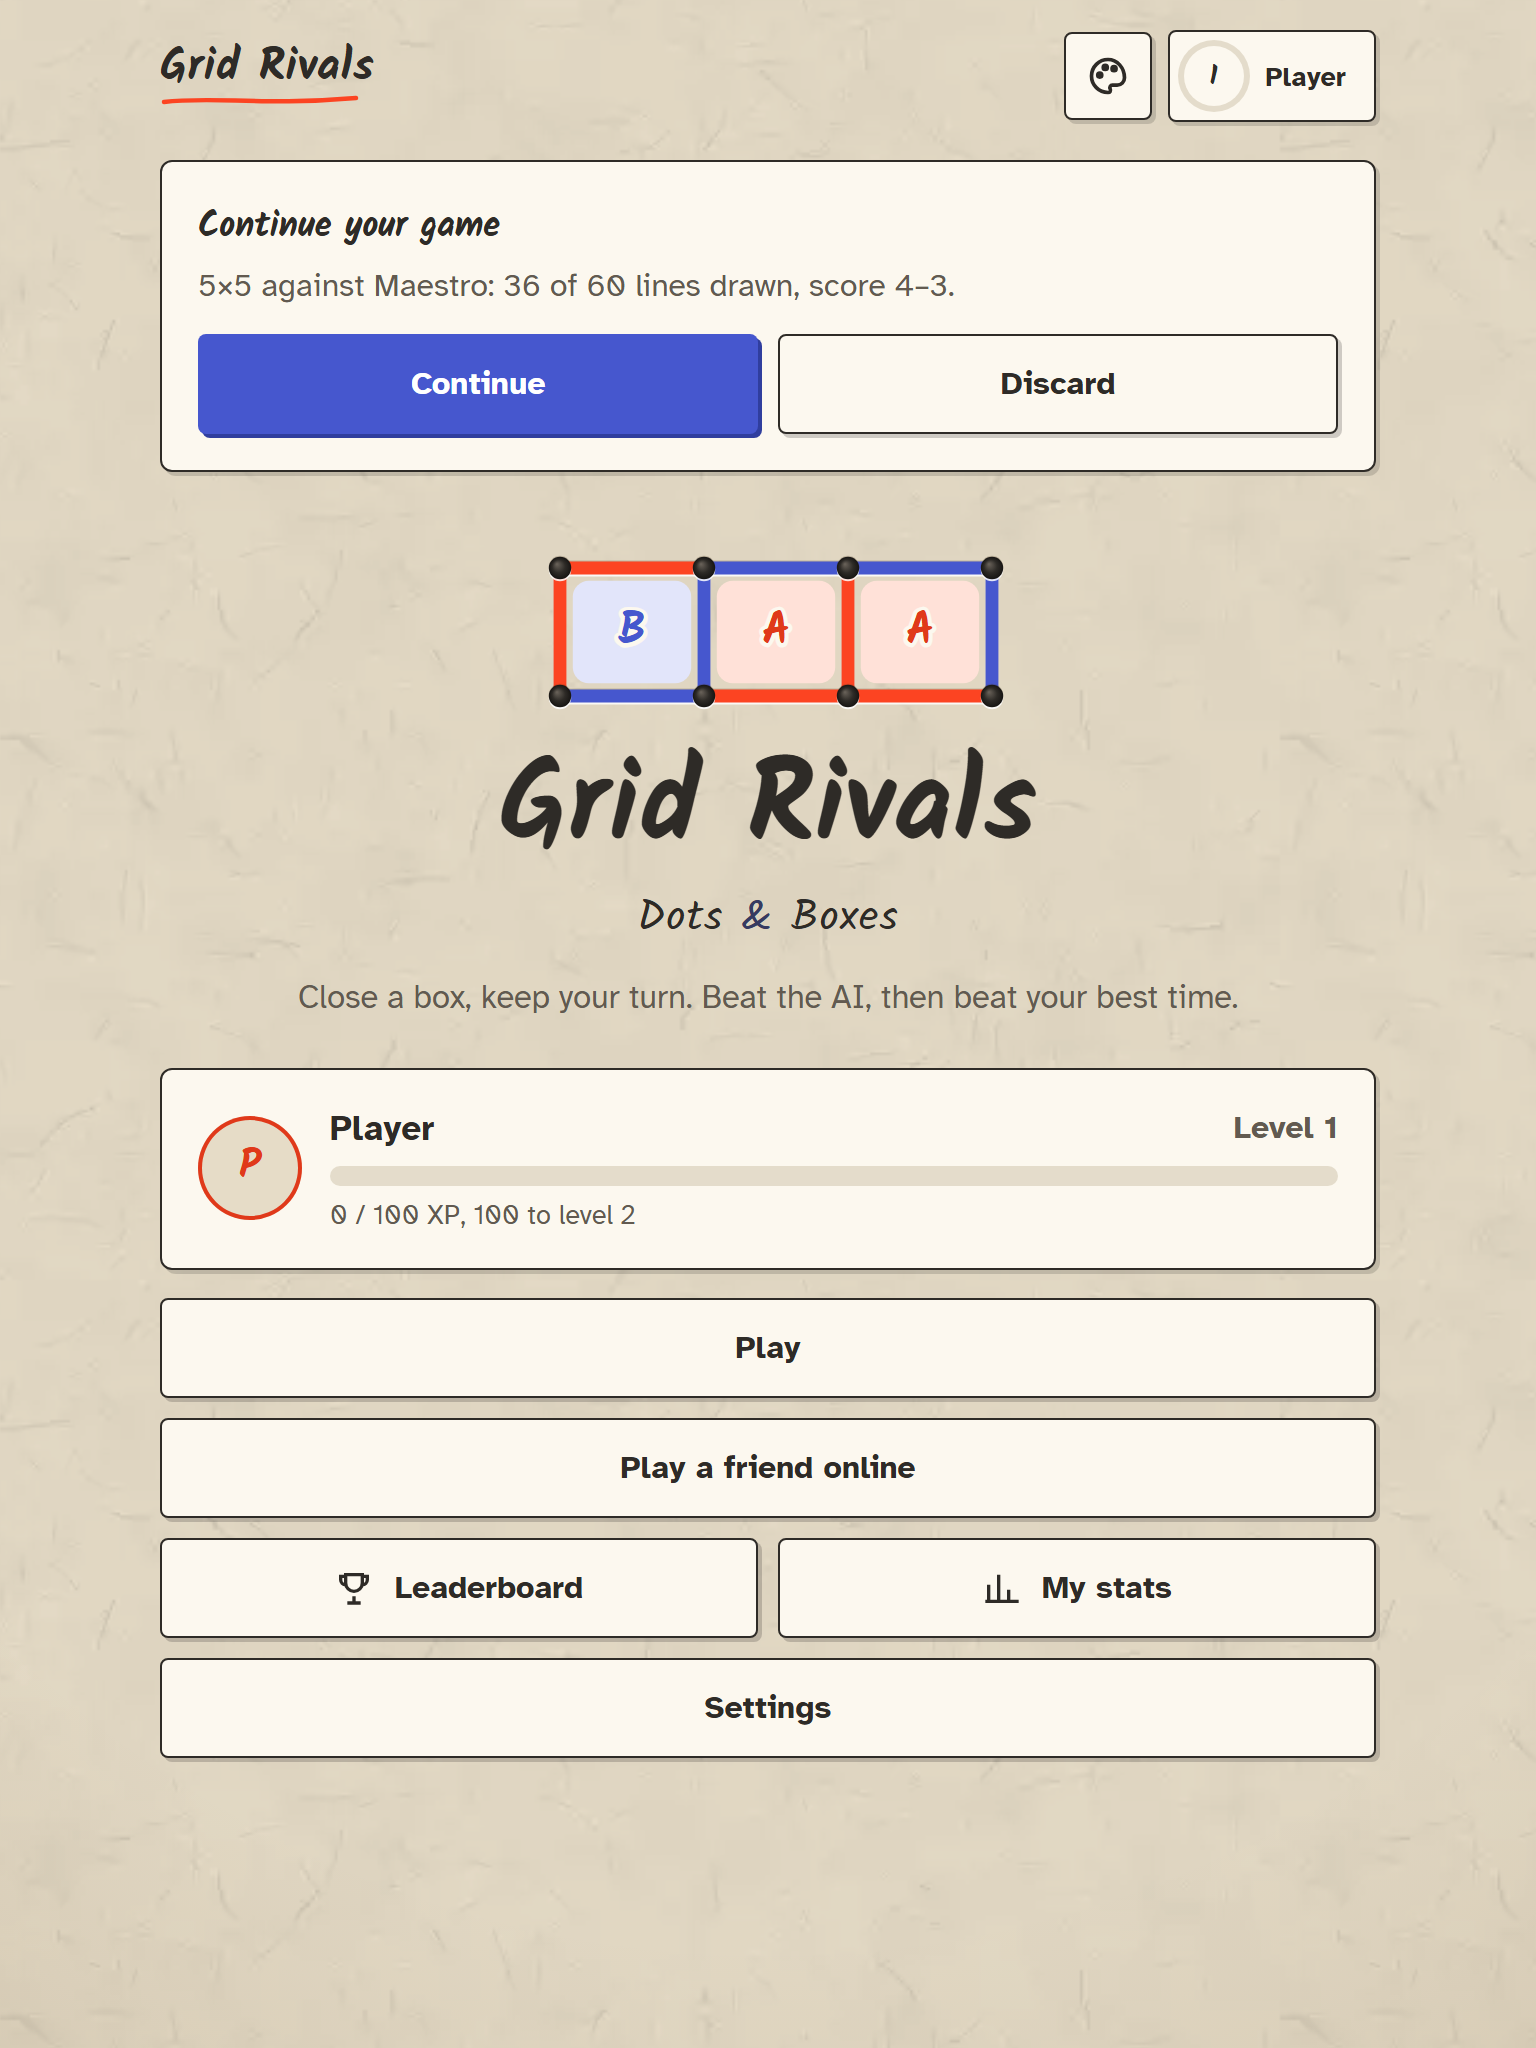 Grid Rivals
1 Player
Continue your game
5×5 against Maestro: 36 of 60 lines drawn, score 4–3.
Continue Discard
B A A
Grid Rivals
Dots & Boxes
Close a box, keep your turn. Beat the AI, then beat your best time.
P
Player Level 1
0 / 100 XP, 100 to level 2
Play
Play a friend online
Leaderboard My stats
Settings